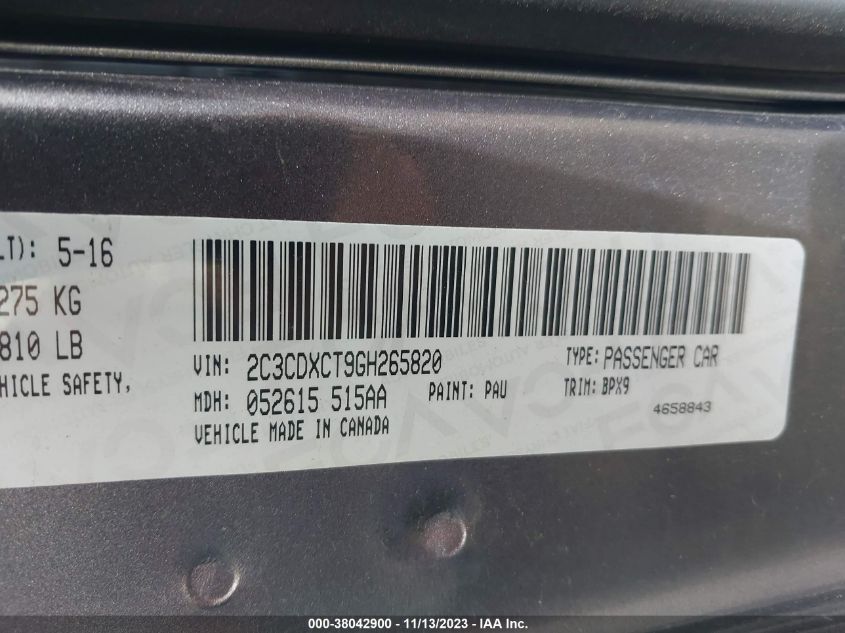 LT): 5-16
275 KG
810 LB
HICLE SAFETY,
VIN: 2C3CDXCT9GH265820
TYPE: PASSENGER CAR
MDH: 052615 515AA
PAINT: PAU
TRIM: BPX9
VEHICLE MADE IN CANADA
4658843
000-38042900 - 11/13/2023 - IAA Inc.